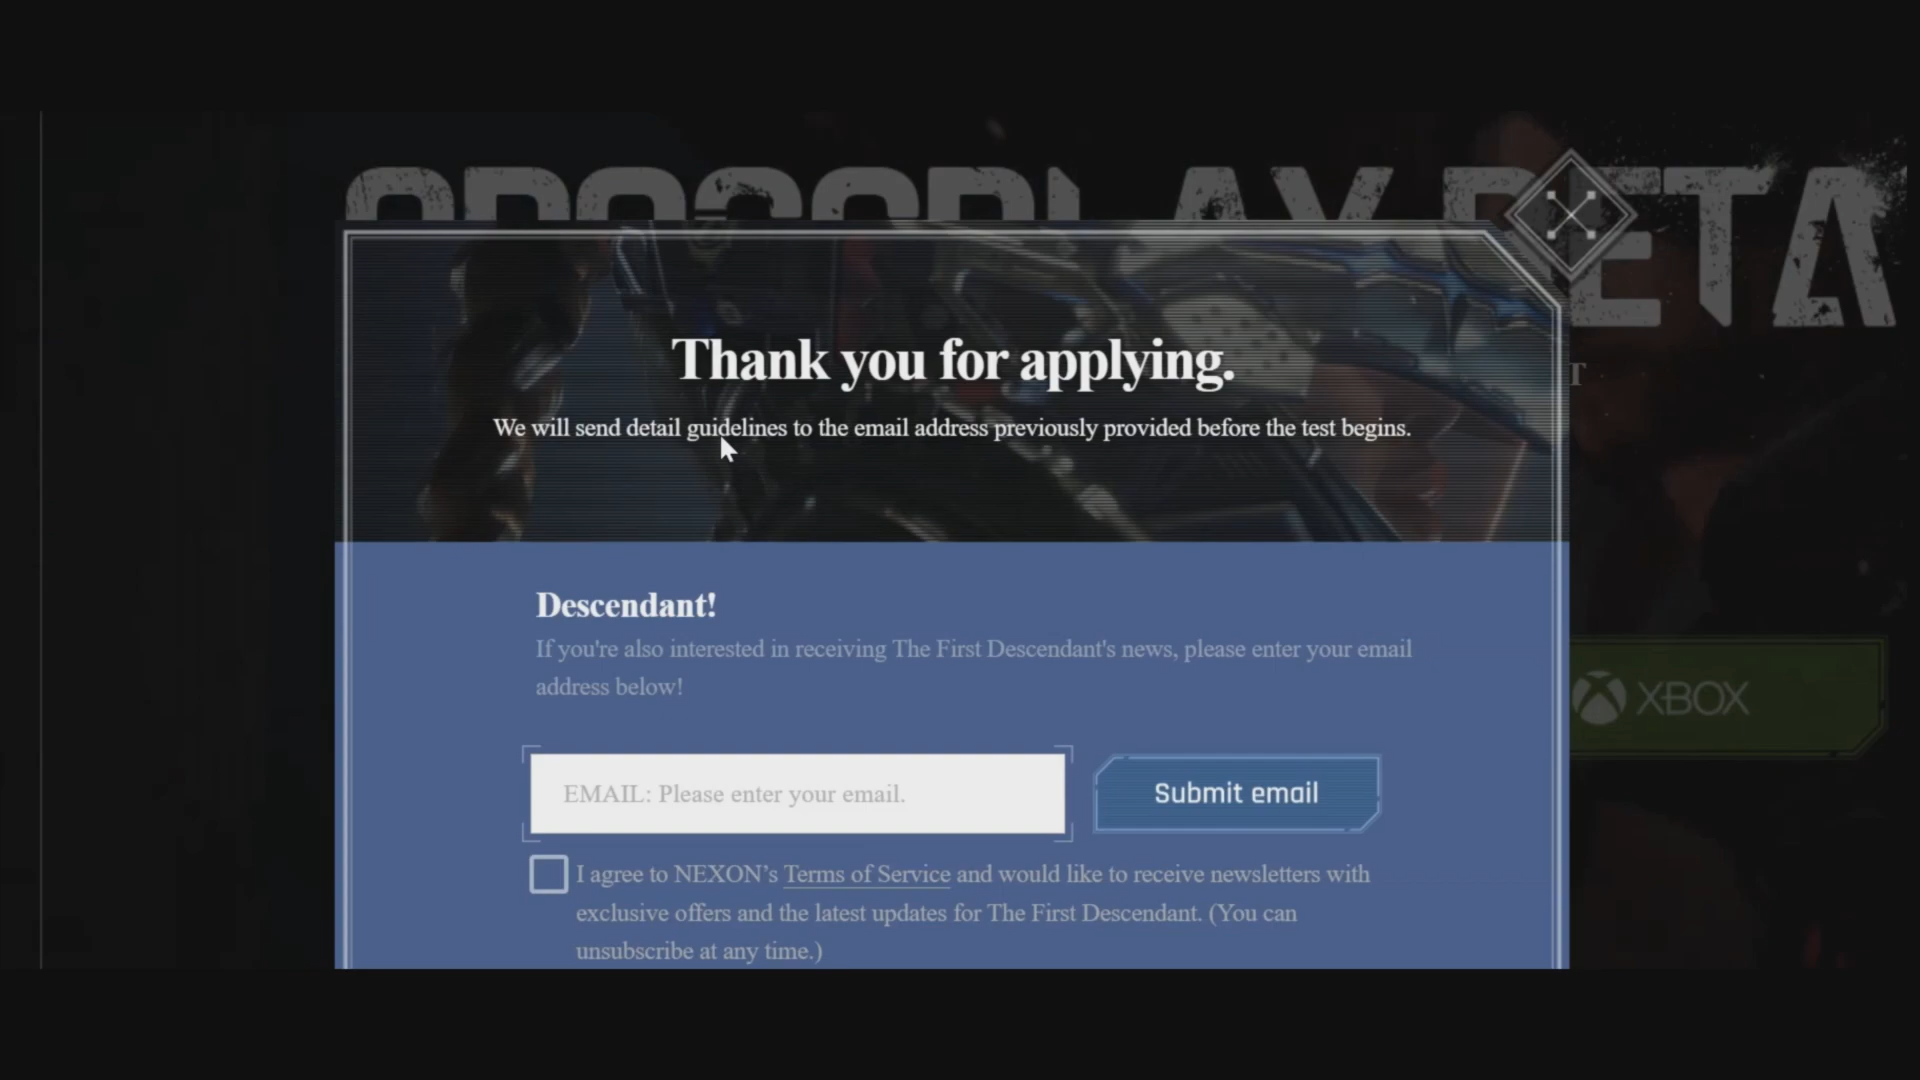 CROSSPLAY BETA
Thank you for applying.
We will send detail guidelines to the email address previously provided before the test begins.
Descendant!
If you're also interested in receiving The First Descendant's news, please enter your email
address below!
XBOX
EMAIL: Please enter your email.
Submit email
I agree to NEXON’s Terms of Service and would like to receive newsletters with
exclusive offers and the latest updates for The First Descendant. (You can
unsubscribe at any time.)